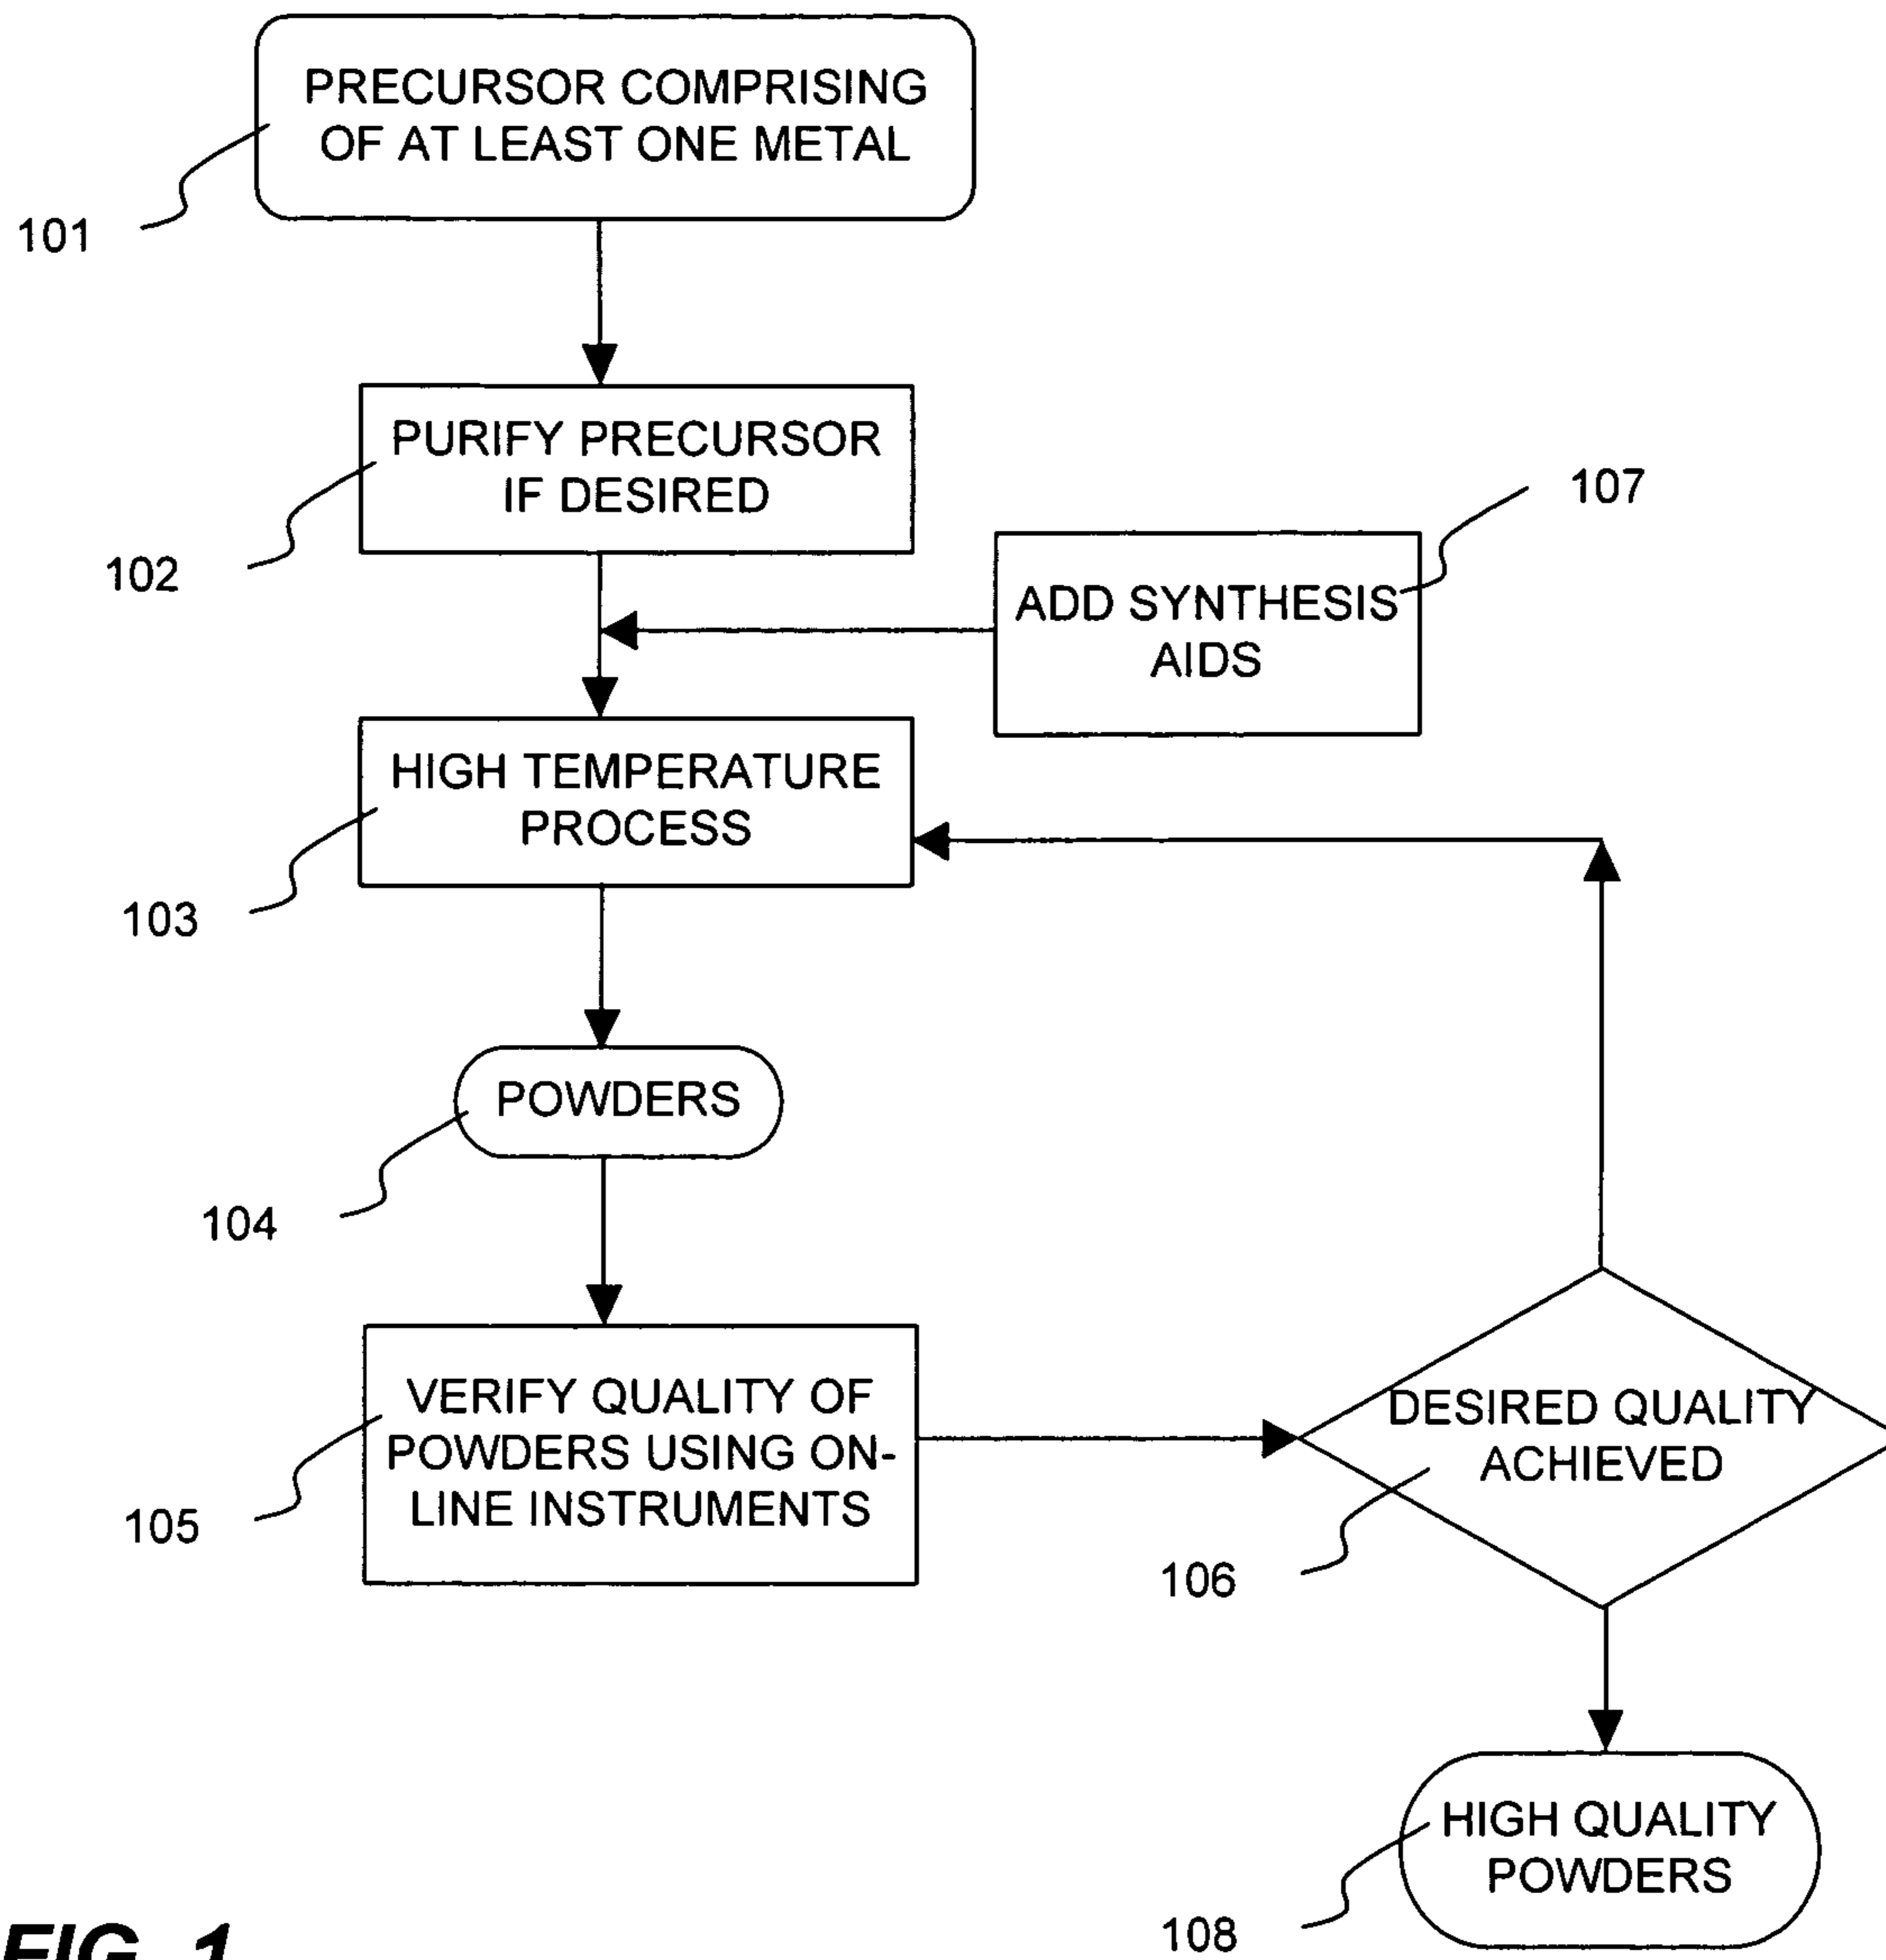 PRECURSOR COMPRISING
OF AT LEAST ONE METAL
101
PURIFY PRECURSOR
IF DESIRED
102
107
ADD SYNTHESIS
AIDS
HIGH TEMPERATURE
PROCESS
103
POWDERS
104
VERIFY QUALITY OF
POWDERS USING ON-
LINE INSTRUMENTS
105
DESIRED QUALITY
ACHIEVED
106
HIGH QUALITY
POWDERS
108
FIG. 1